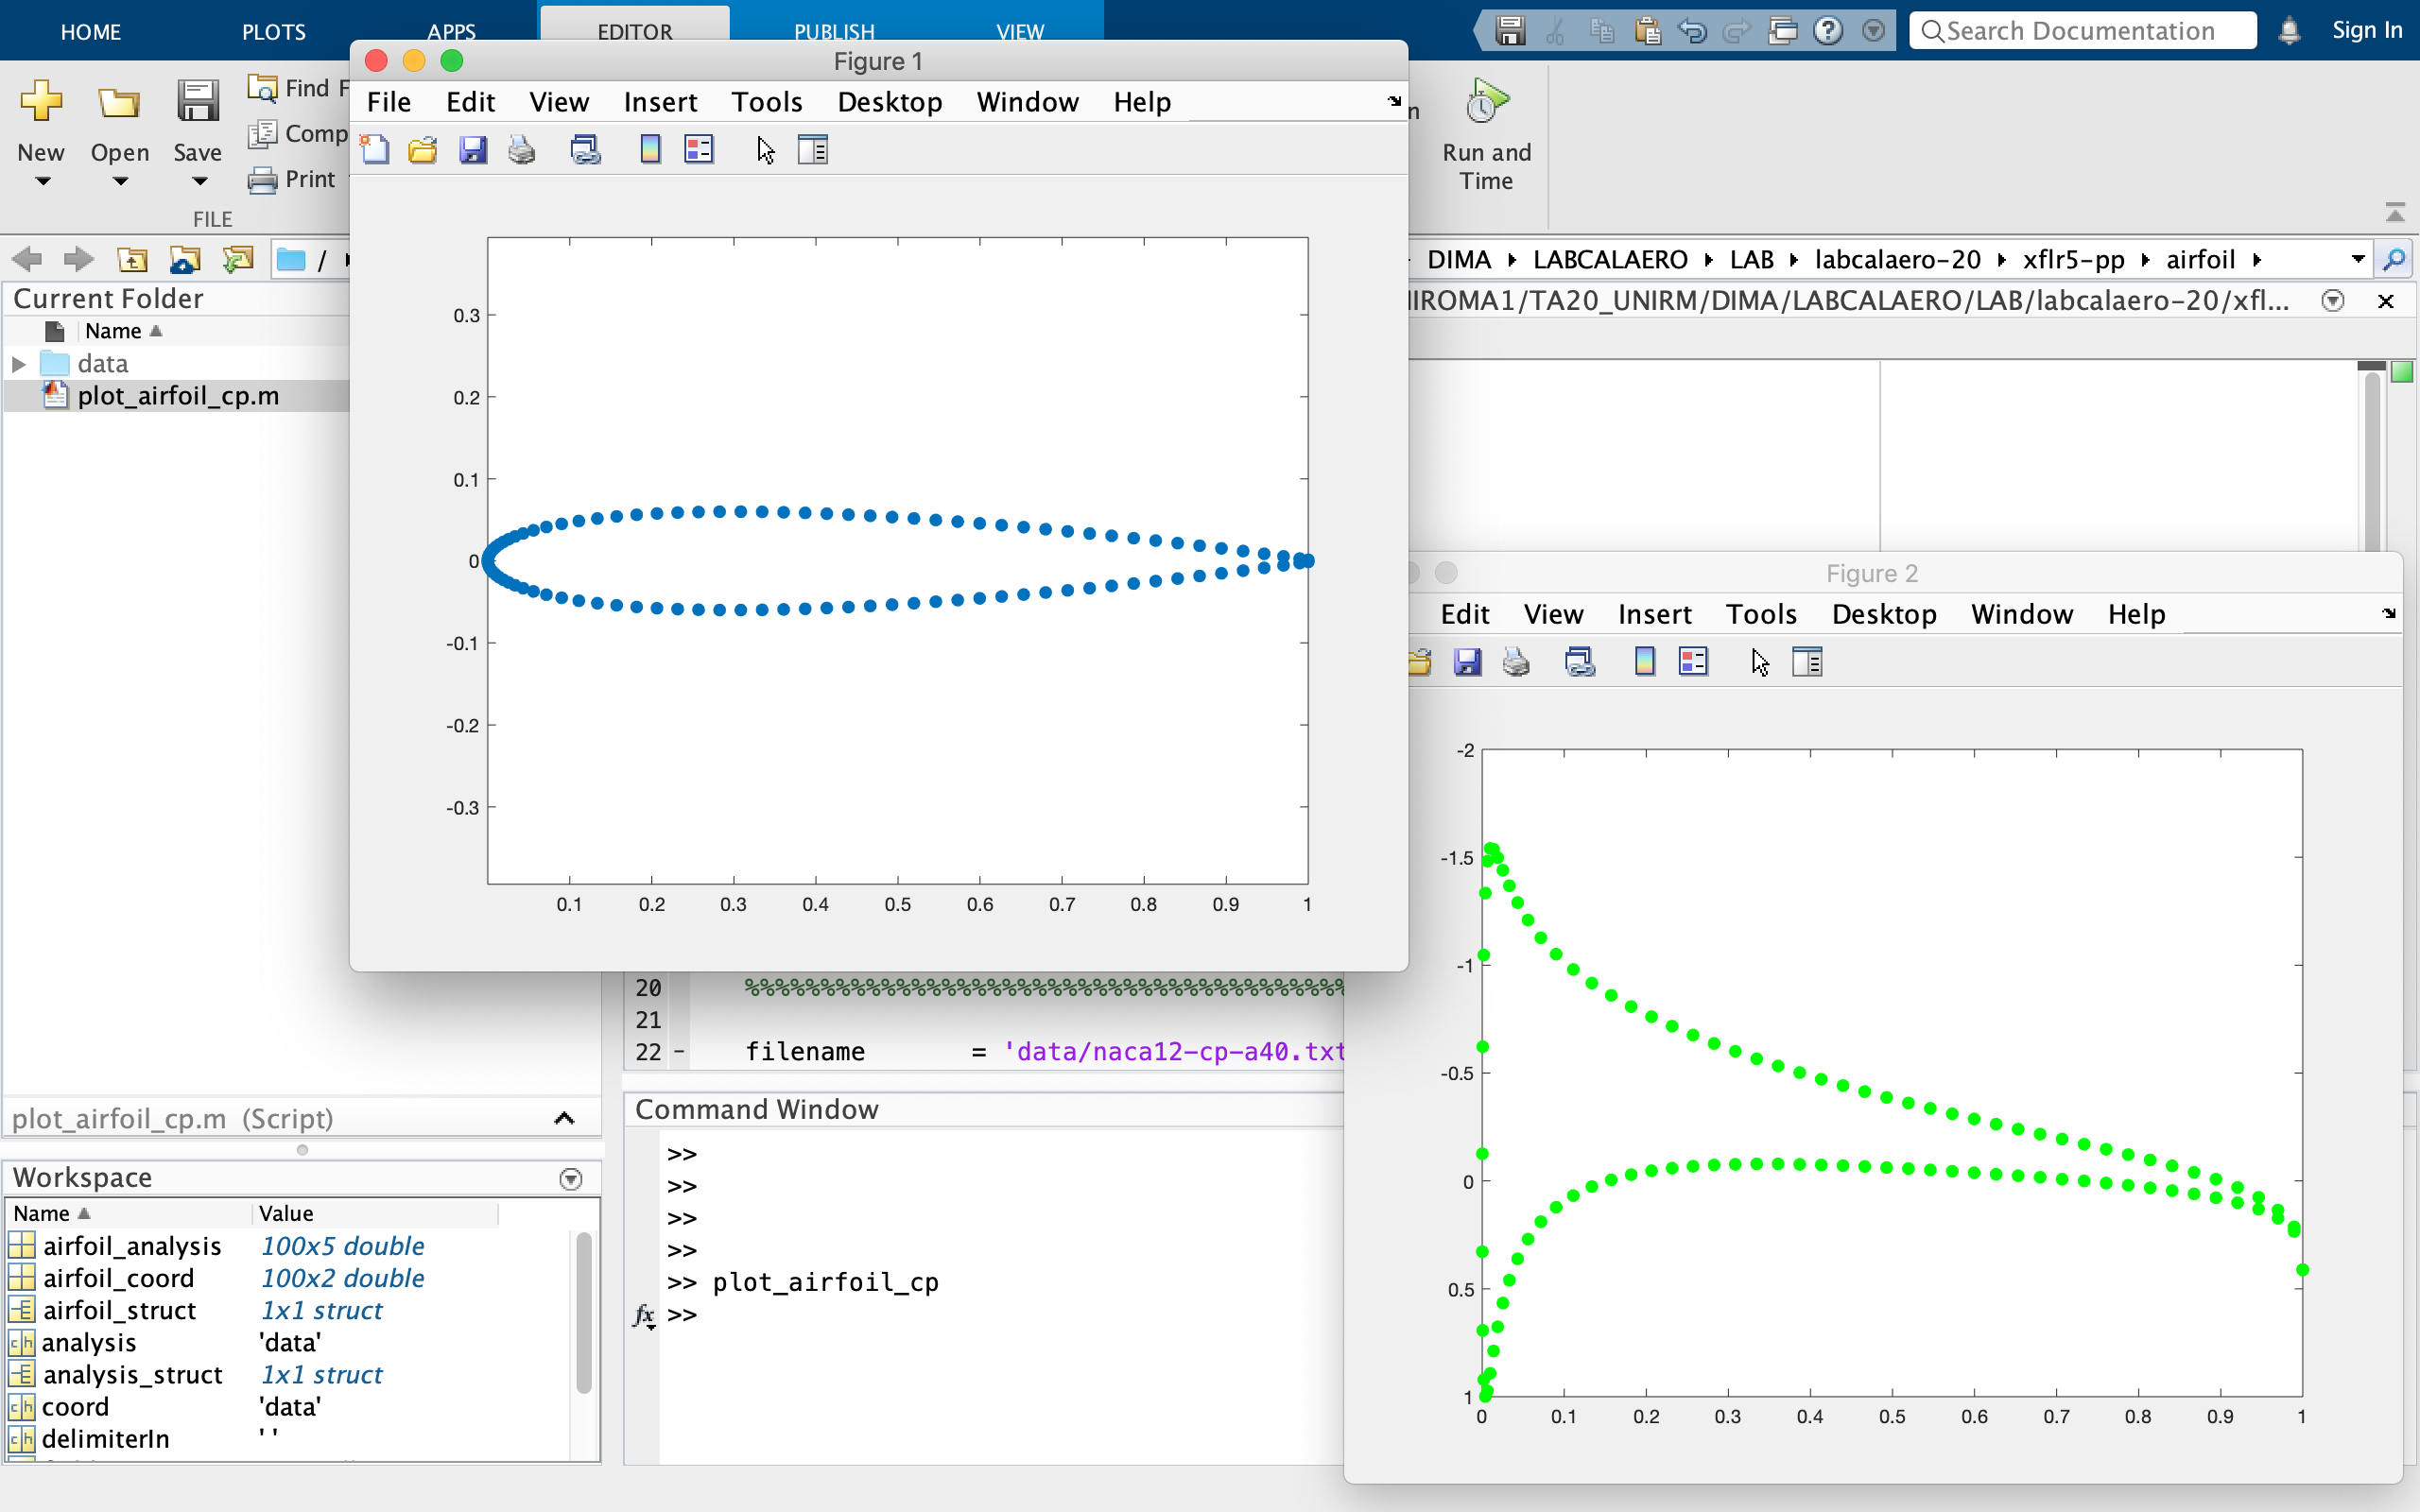 HOME PLOTS APPS EDITOR PUBLISH VIEW Search Documentation Sign In
New Open Save Find Comp Print
FILE
Run and Time
Figure 1
File Edit View Insert Tools Desktop Window Help
0.3
0.2
0.1
0
-0.1
-0.2
-0.3
0.1 0.2 0.3 0.4 0.5 0.6 0.7 0.8 0.9 1
/ DIMA LABCALAERO LAB labcalaero-20 xflr5-pp airfoil
IROMA1/TA20_UNIRM/DIMA/LABCALAERO/LAB/labcalaero-20/xfl...
Current Folder
Name
data
plot_airfoil_cp.m
Figure 2
Edit View Insert Tools Desktop Window Help
-2
-1.5
-1
-0.5
0
0.5
1
0 0.1 0.2 0.3 0.4 0.5 0.6 0.7 0.8 0.9 1
20 %%%%%%%%%%%%%%%%%%%%%%%%%%%%%%%%%%%%%%%%
21
22 - filename = 'data/naca12-cp-a40.txt
plot_airfoil_cp.m (Script)
Command Window
>>
>>
>>
>>
>> plot_airfoil_cp
fx >>
Workspace
Name Value
airfoil_analysis 100x5 double
airfoil_coord 100x2 double
airfoil_struct 1x1 struct
analysis 'data'
analysis_struct 1x1 struct
coord 'data'
delimiterIn ' '